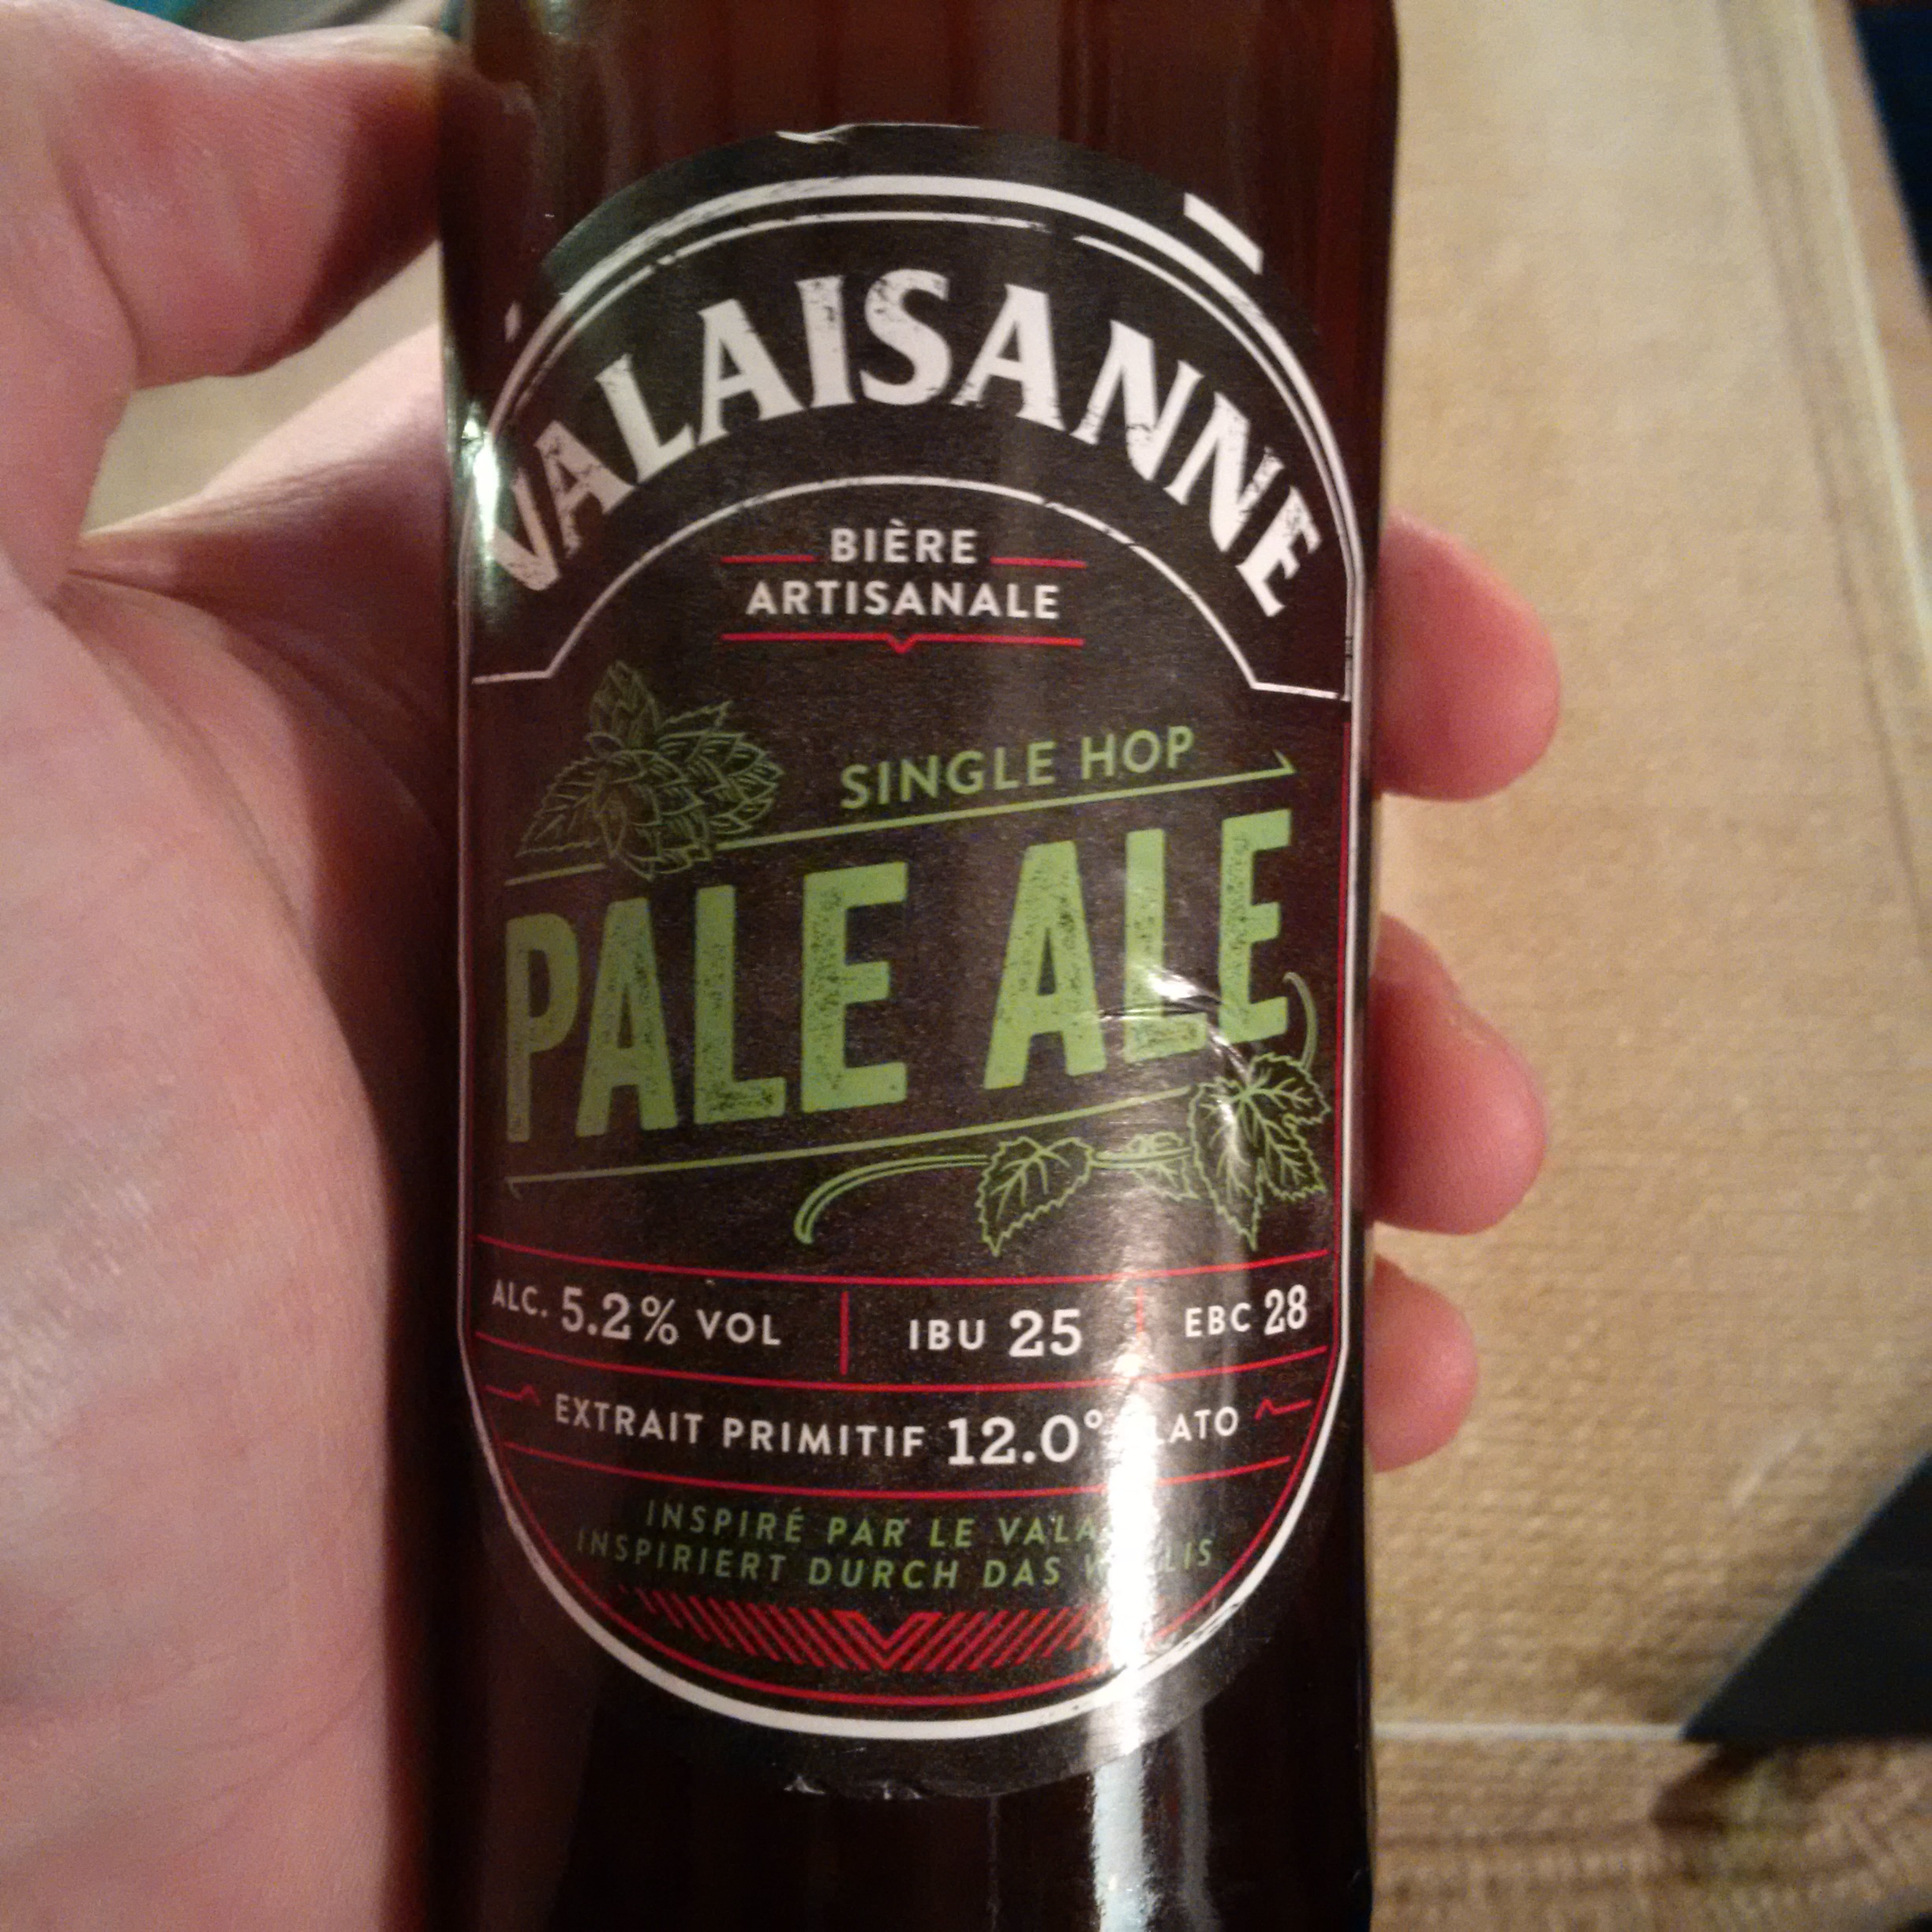 VALAISANNE
BIÈRE
ARTISANALE
SINGLE HOP
PALE ALE
ALC. 5.2% VOL
IBU 25
EBC 28
EXTRAIT PRIMITIF 12.0°
INSPIRÉ PAR LE
INSPIRIERT DURCH DAS